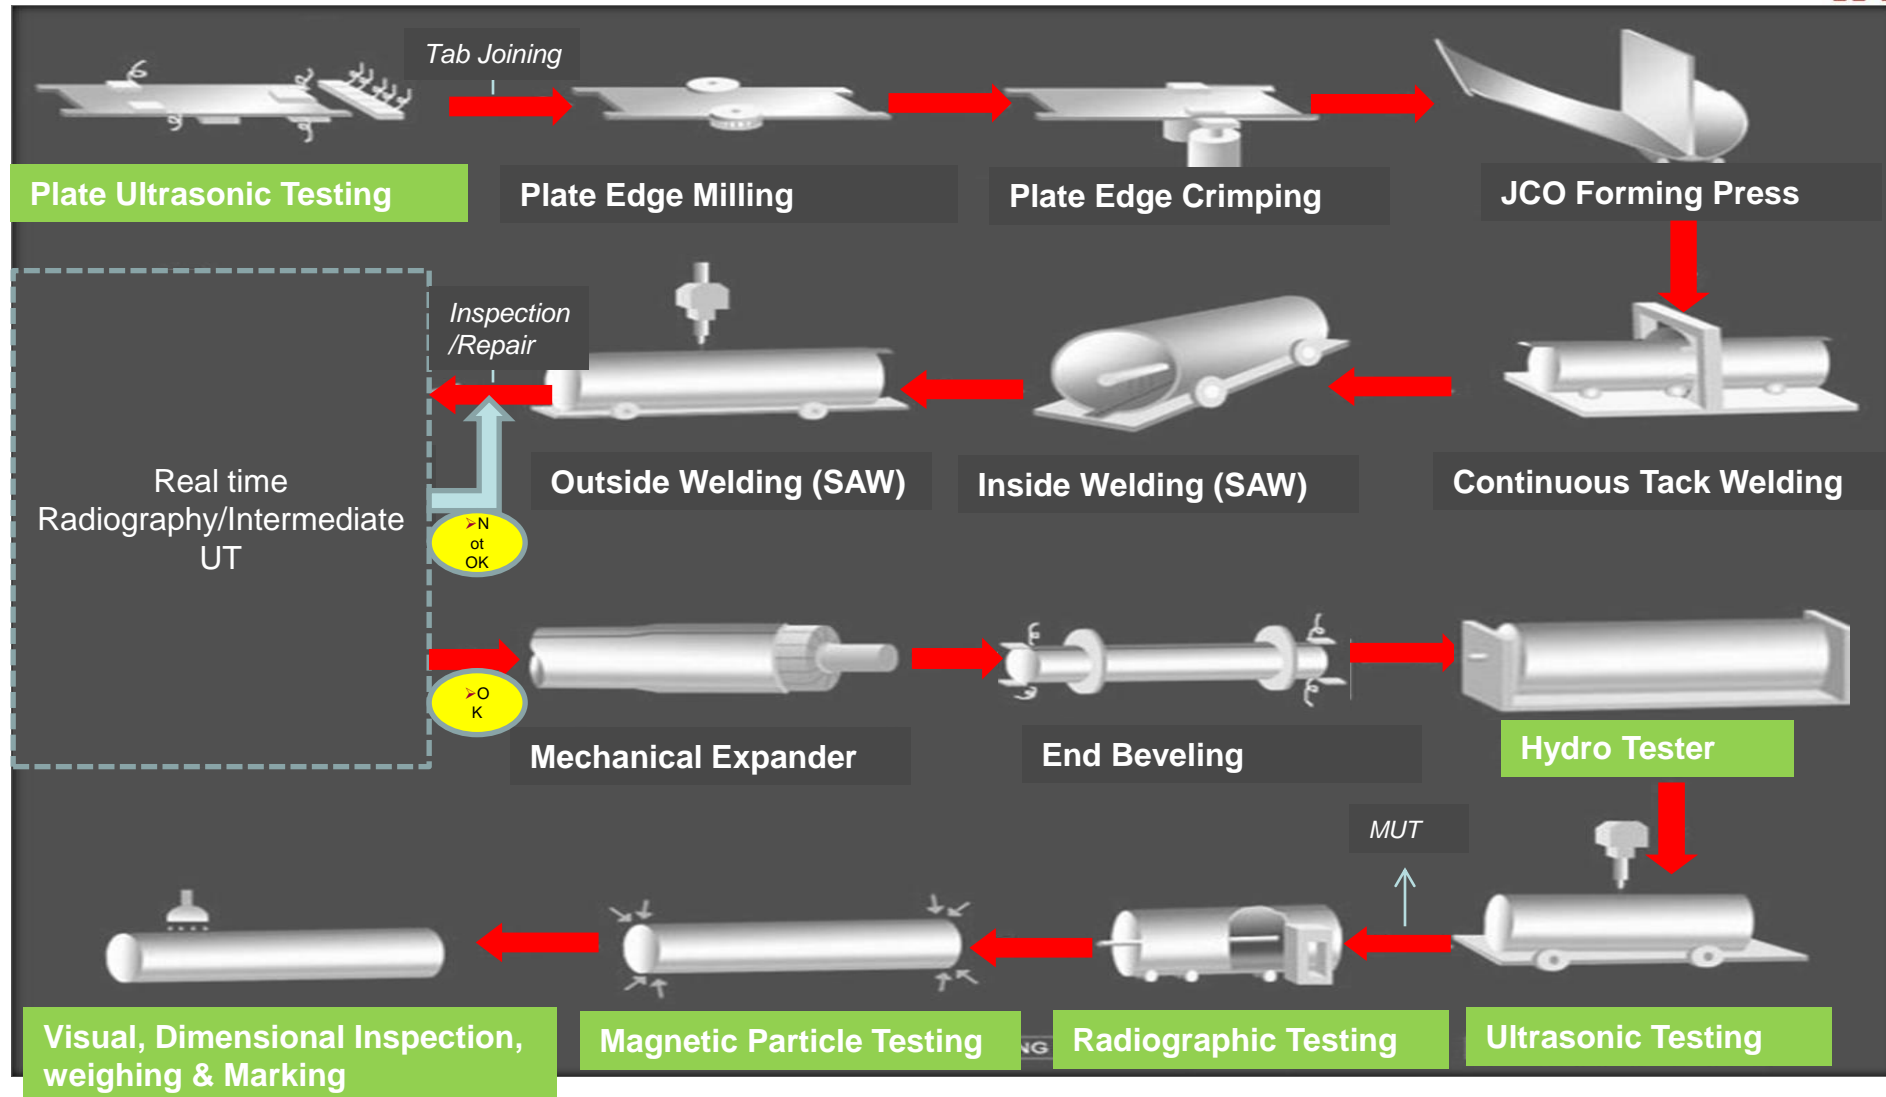 Tab Joining
Plate Ultrasonic Testing
Plate Edge Milling
Plate Edge Crimping
JCO Forming Press
Inspection
/Repair
Real time
Radiography/Intermediate
UT
Outside Welding (SAW)
Inside Welding (SAW)
Continuous Tack Welding
➢N
ot
OK
➢O
K
Mechanical Expander
End Beveling
Hydro Tester
MUT
Visual, Dimensional Inspection,
weighing & Marking
Magnetic Particle Testing
NG
Radiographic Testing
Ultrasonic Testing